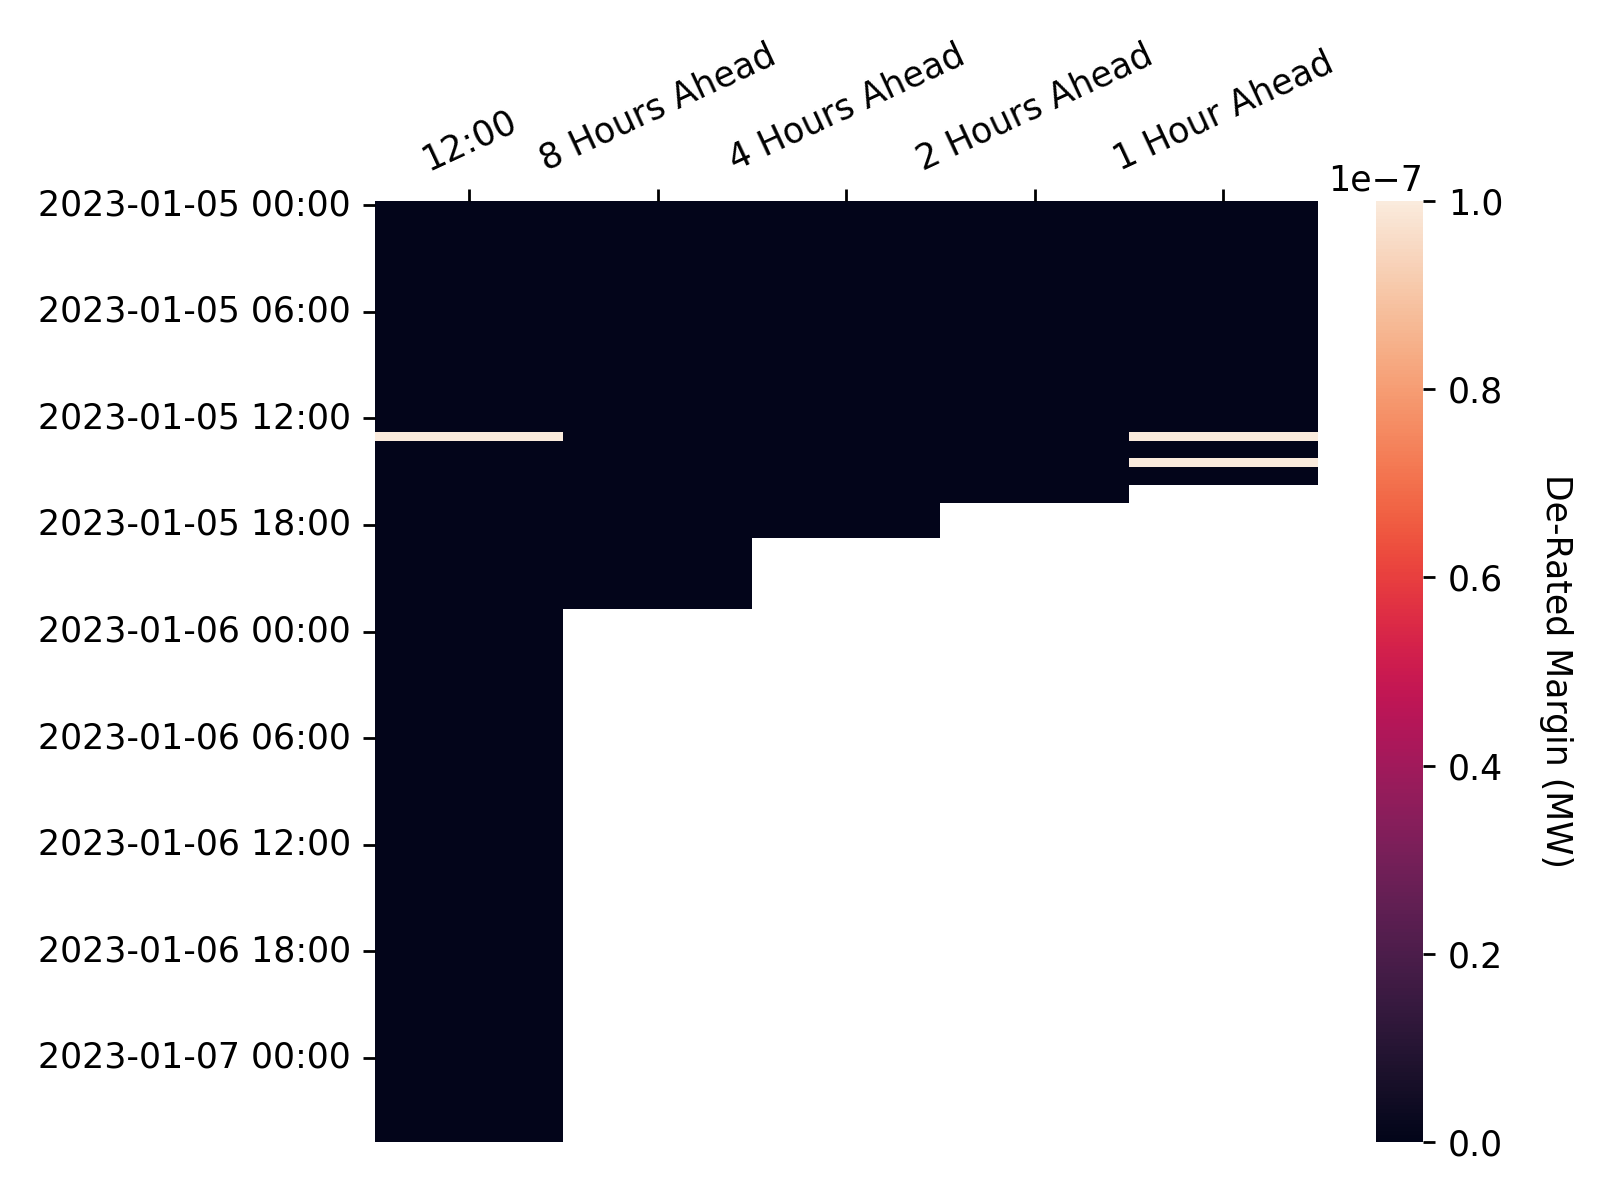 12:00
8 Hours Ahead
4 Hours Ahead
2 Hours Ahead
1 Hour Ahead
2023-01-05 00:00
2023-01-05 06:00
2023-01-05 12:00
2023-01-05 18:00
2023-01-06 00:00
2023-01-06 06:00
2023-01-06 12:00
2023-01-06 18:00
2023-01-07 00:00
1e−7
1.0
0.8
0.6
0.4
0.2
0.0
De-Rated Margin (MW)